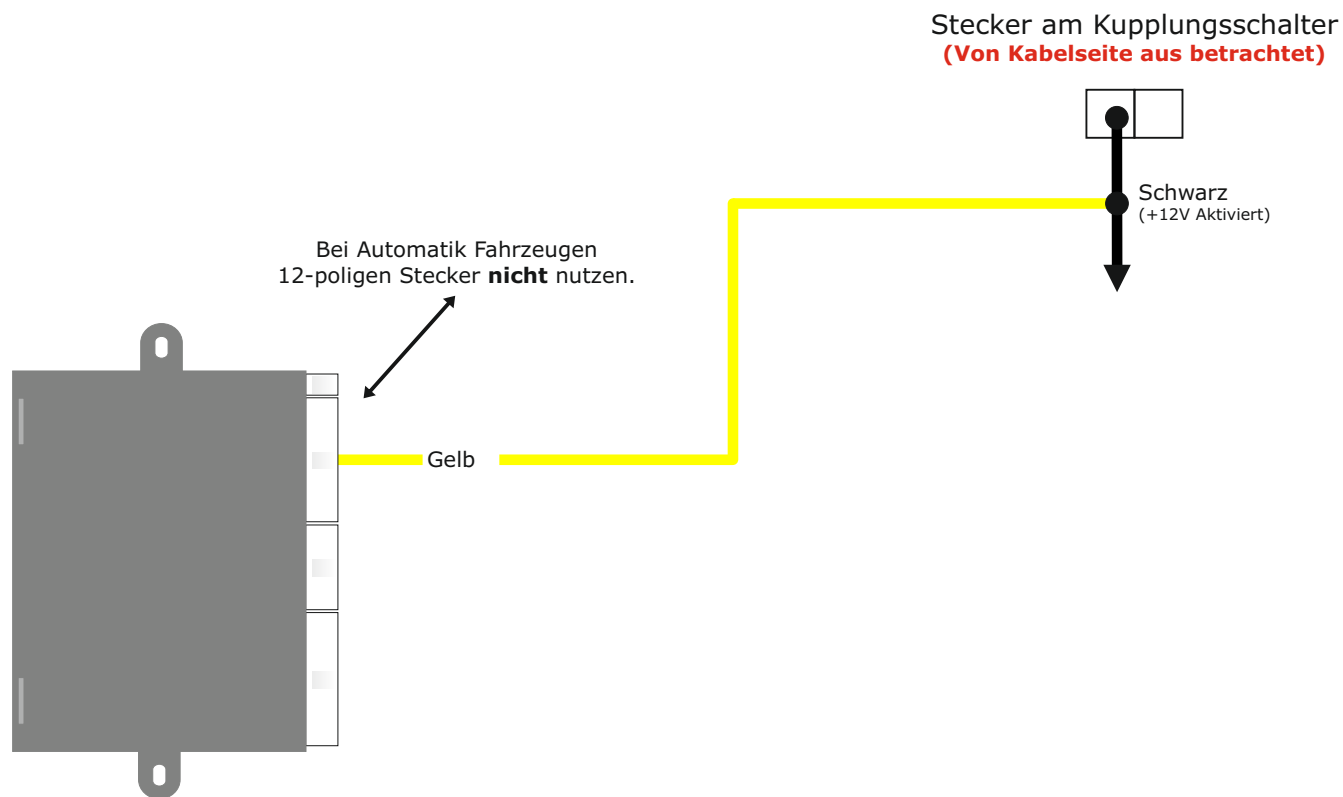 Stecker am Kupplungsschalter
(Von Kabelseite aus betrachtet)
Schwarz
(+12V Aktiviert)
Bei Automatik Fahrzeugen
12-poligen Stecker nicht nutzen.
Gelb